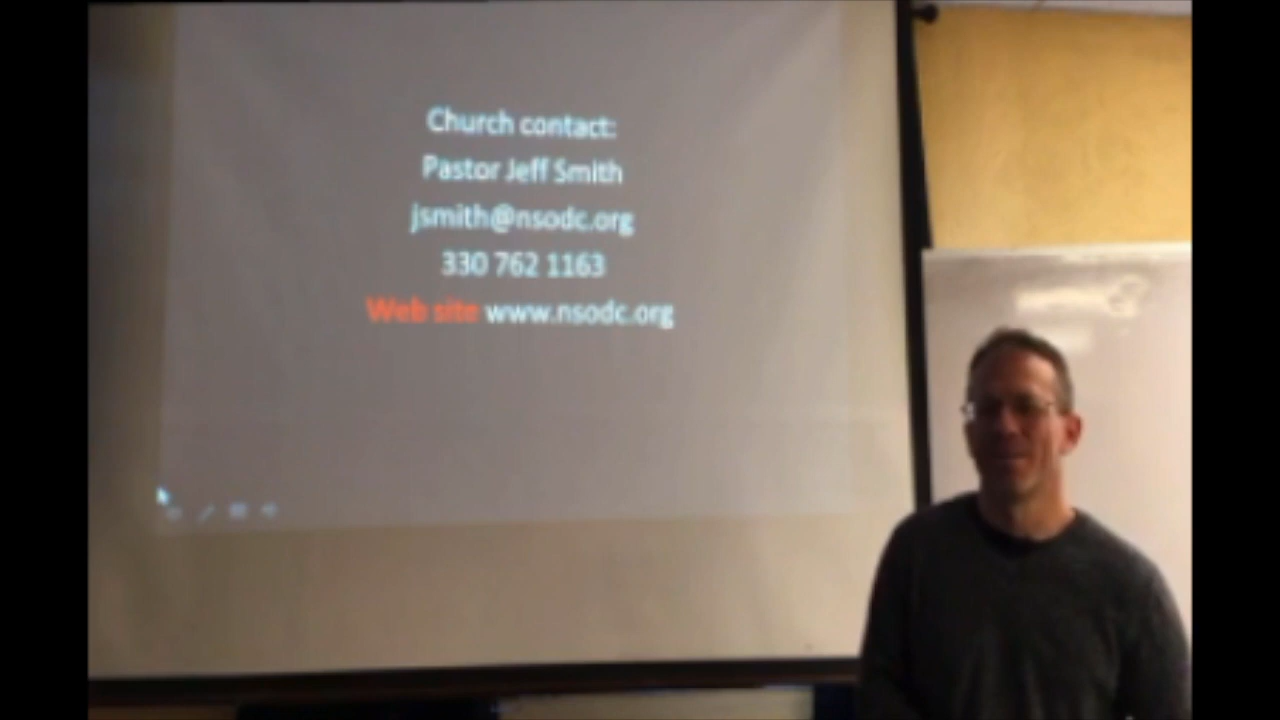 Church contact:
Pastor Jeff Smith
jsmith@nsodc.org
330 762 1163
Web site www.nsodc.org